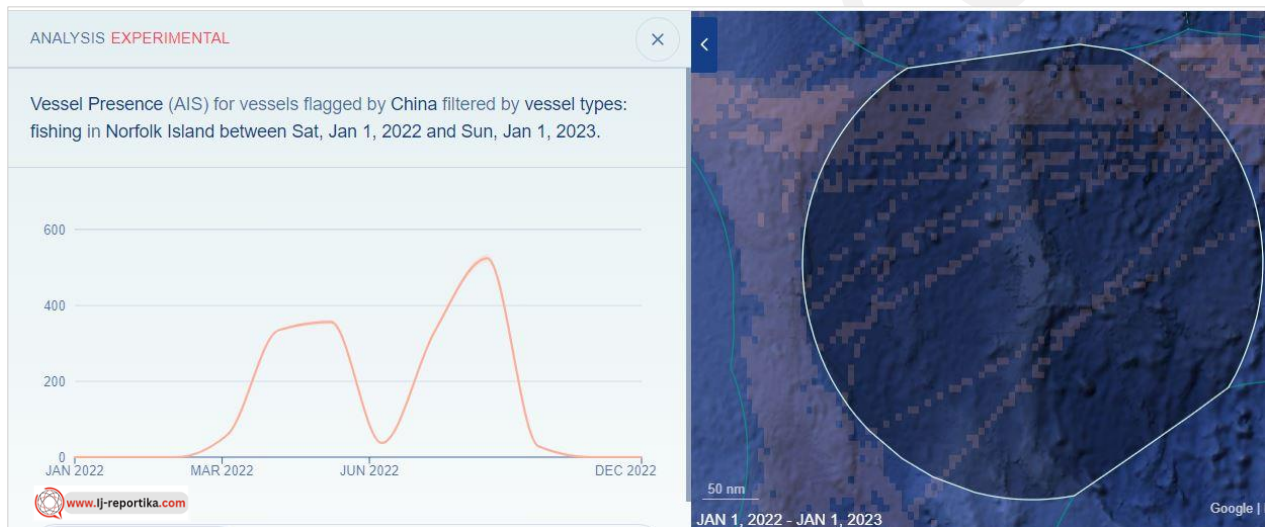 ANALYSIS EXPERIMENTAL
Vessel Presence (AIS) for vessels flagged by China filtered by vessel types:
fishing in Norfolk Island between Sat, Jan 1, 2022 and Sun, Jan 1, 2023.
600
400
200
0
JAN 2022 MAR 2022 JUN 2022 DEC 2022
www.lj-reportika.com
50 nm
JAN 1, 2022 - JAN 1, 2023
Google |